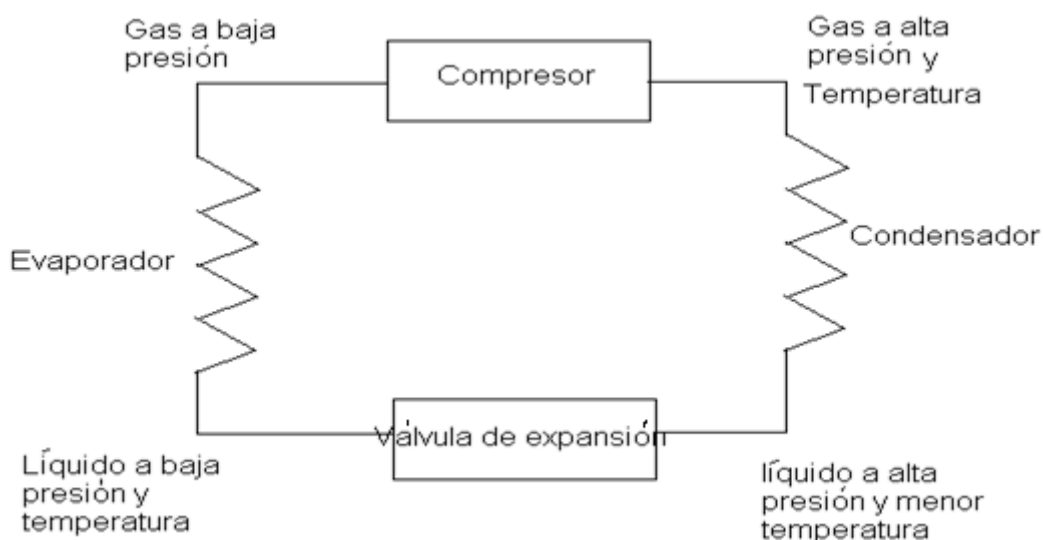 Gas a baja
presión
Compresor
Gas a alta
presión y
Temperatura
Evaporador
Condensador
Válvula de expansión
Líquido a baja
presión y
temperatura
líquido a alta
presión y menor
temperatura